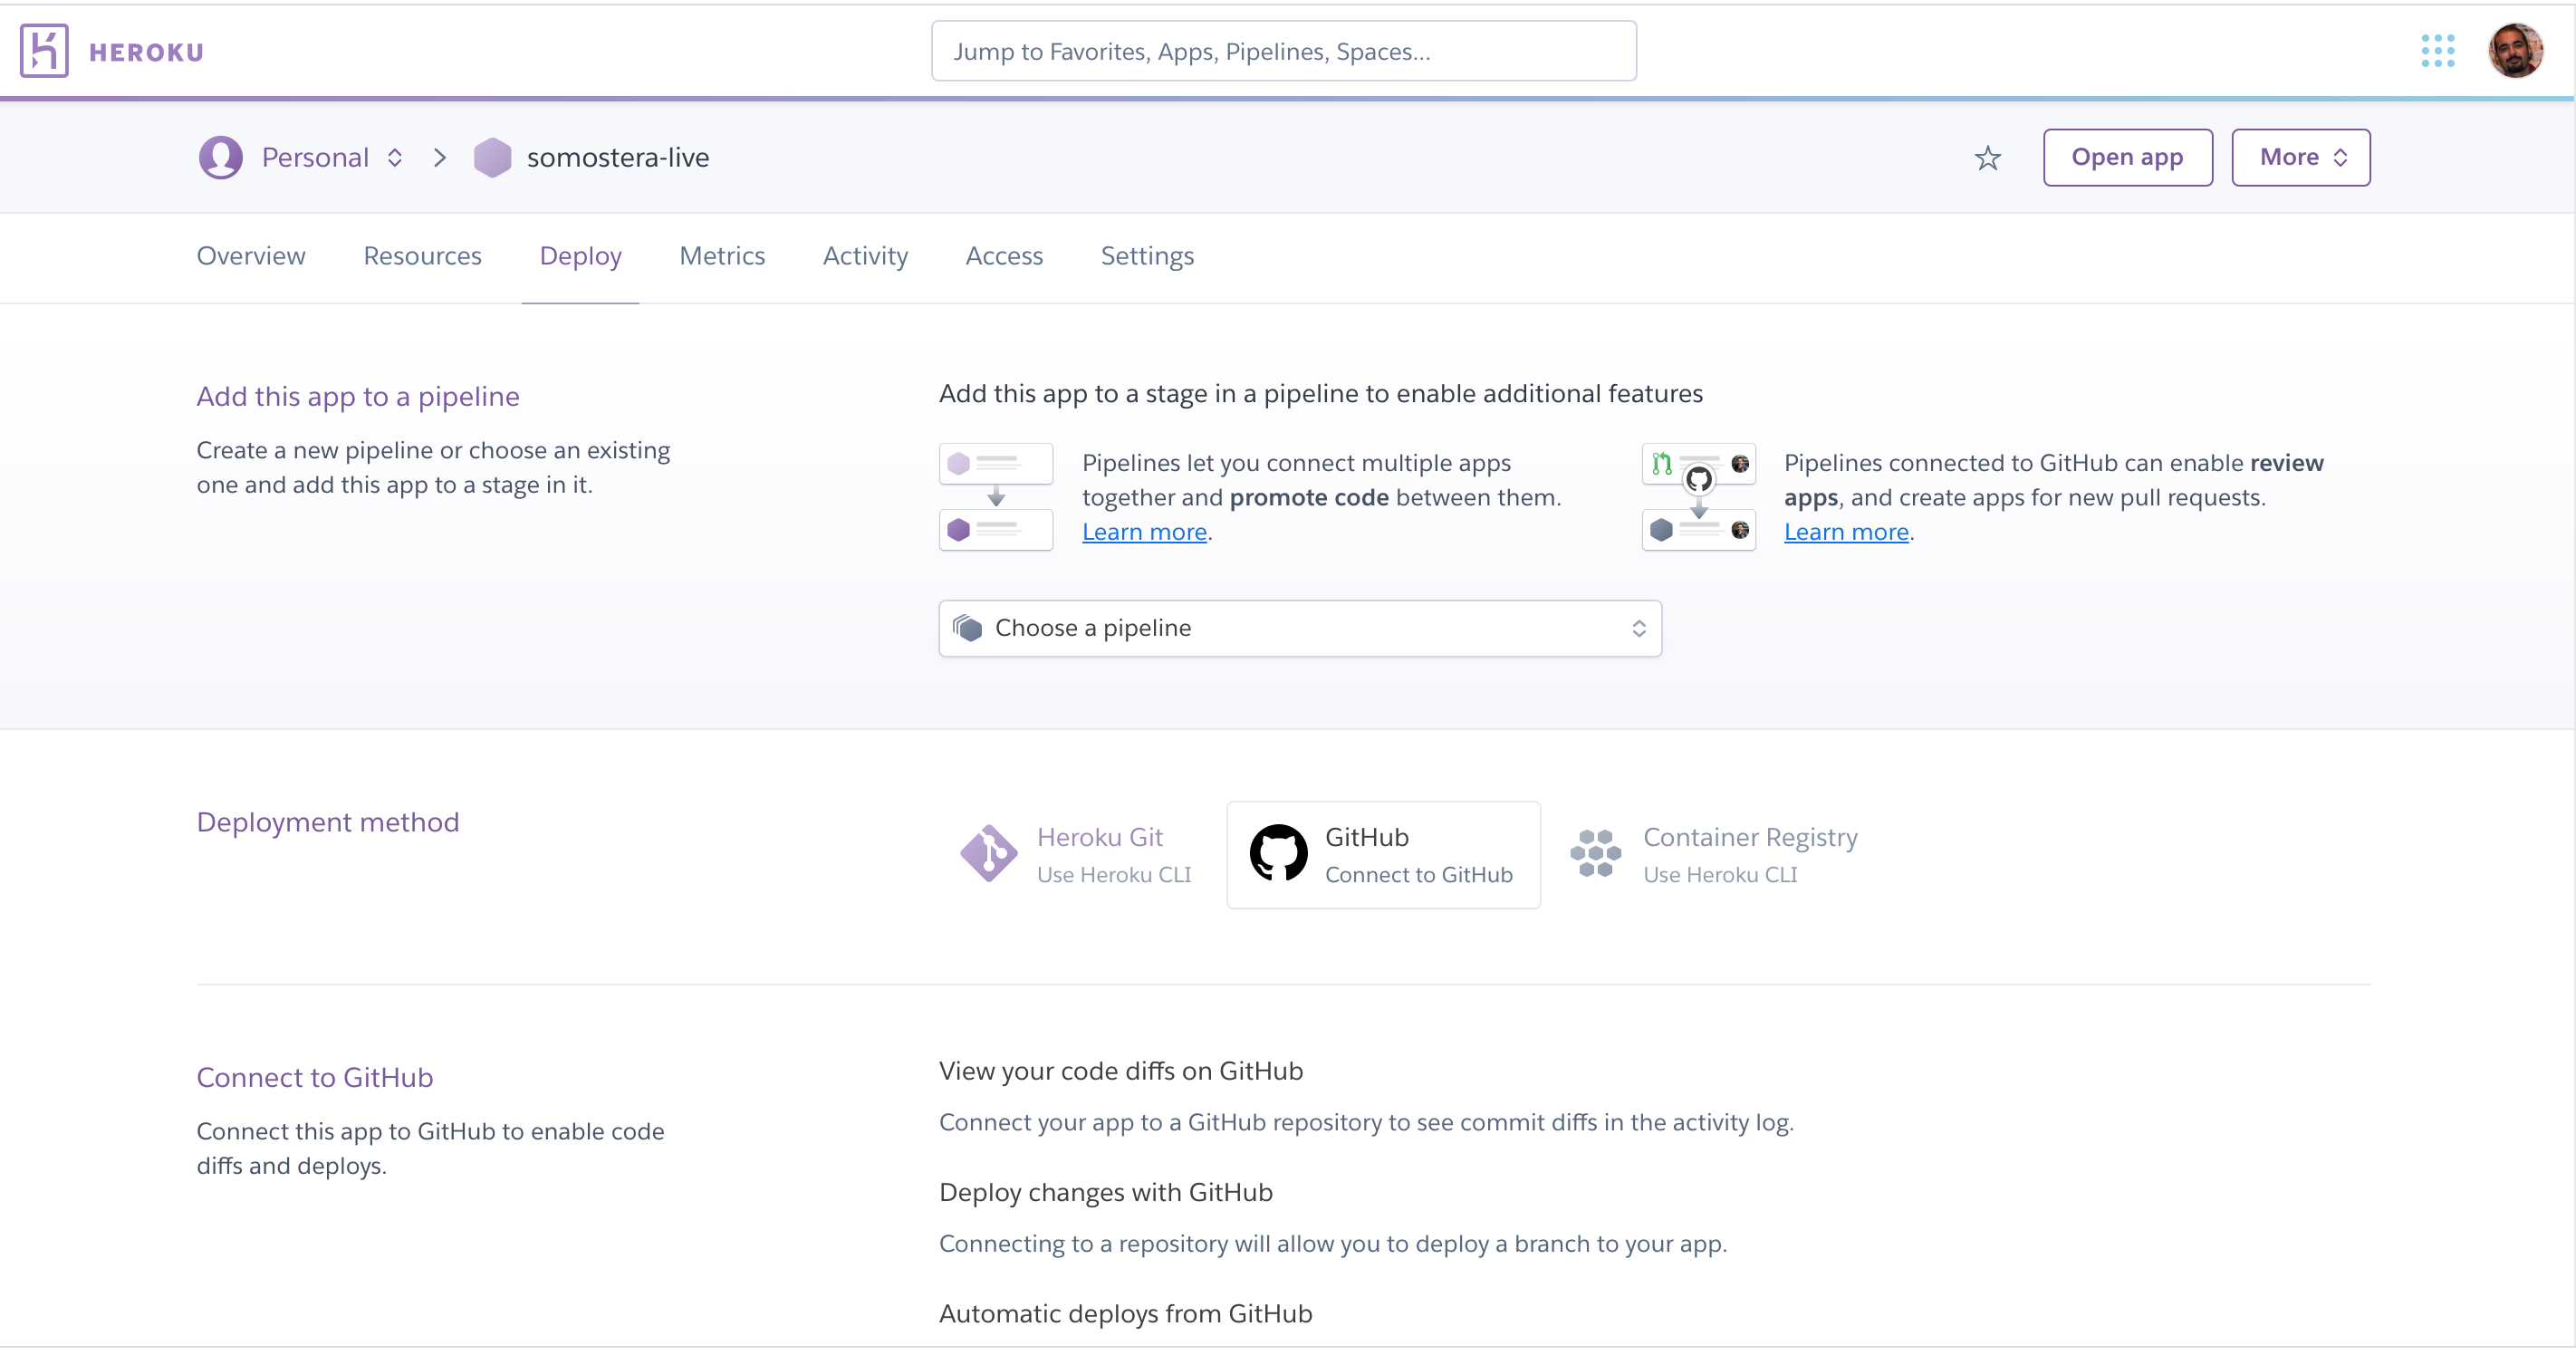 HEROKU
Jump to Favorites, Apps, Pipelines, Spaces...
Personal
somostera-live
Open app
More
Overview
Resources
Deploy
Metrics
Activity
Access
Settings
Add this app to a pipeline
Create a new pipeline or choose an existing
one and add this app to a stage in it.
Add this app to a stage in a pipeline to enable additional features
Pipelines let you connect multiple apps
together and promote code between them.
Learn more.
Pipelines connected to GitHub can enable review
apps, and create apps for new pull requests.
Learn more.
Choose a pipeline
Deployment method
Heroku Git
Use Heroku CLI
GitHub
Connect to GitHub
Container Registry
Use Heroku CLI
Connect to GitHub
Connect this app to GitHub to enable code
diffs and deploys.
View your code diffs on GitHub
Connect your app to a GitHub repository to see commit diffs in the activity log.
Deploy changes with GitHub
Connecting to a repository will allow you to deploy a branch to your app.
Automatic deploys from GitHub